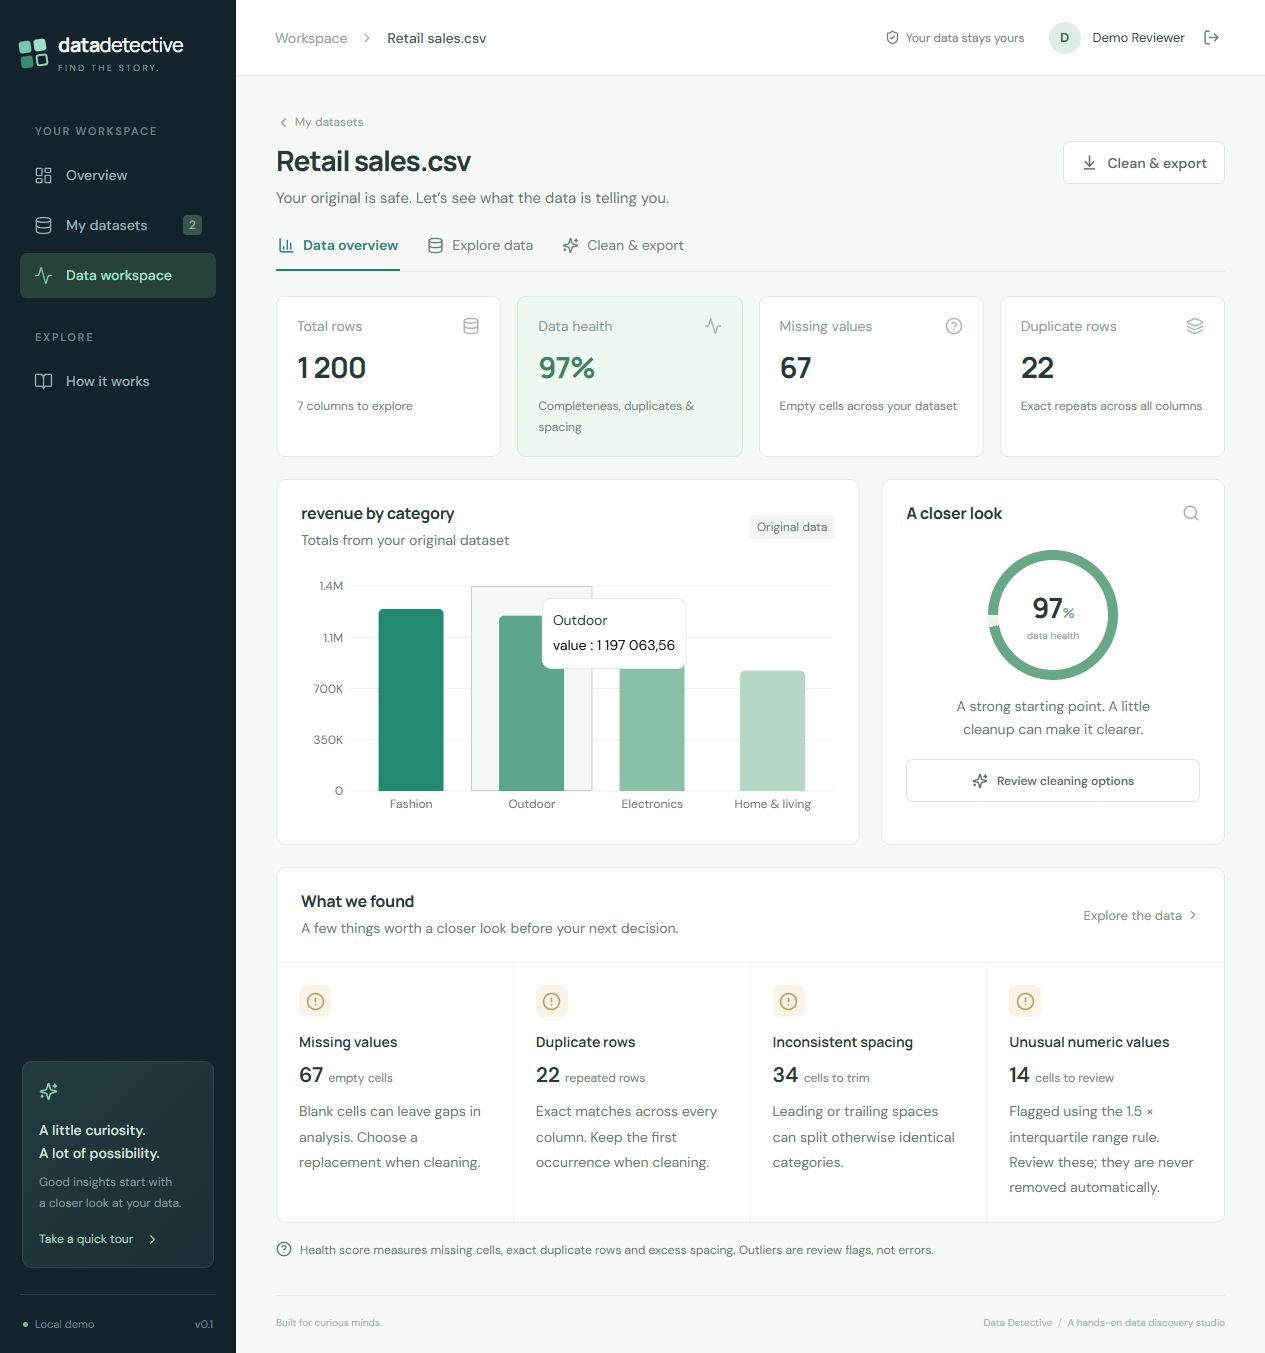 datadetective
FIND THE STORY.
YOUR WORKSPACE
Overview
My datasets 2
Data workspace
EXPLORE
How it works
A little curiosity.
A lot of possibility.
Good insights start with
a closer look at your data.
Take a quick tour
Local demo v0.1
Workspace > Retail sales.csv
Your data stays yours
D Demo Reviewer
My datasets
Retail sales.csv
Your original is safe. Let’s see what the data is telling you.
Clean & export
Data overview Explore data Clean & export
Total rows
1 200
7 columns to explore
Data health
97%
Completeness, duplicates &
spacing
Missing values
67
Empty cells across your dataset
Duplicate rows
22
Exact repeats across all columns
revenue by category
Totals from your original dataset
Original data
1.4M
1.1M
700K
350K
0
Outdoor
value : 1 197 063,56
Fashion Outdoor Electronics Home & living
A closer look
97%
data health
A strong starting point. A little
cleanup can make it clearer.
Review cleaning options
What we found
A few things worth a closer look before your next decision.
Explore the data
Missing values
67 empty cells
Blank cells can leave gaps in
analysis. Choose a
replacement when cleaning.
Duplicate rows
22 repeated rows
Exact matches across every
column. Keep the first
occurrence when cleaning.
Inconsistent spacing
34 cells to trim
Leading or trailing spaces
can split otherwise identical
categories.
Unusual numeric values
14 cells to review
Flagged using the 1.5 ×
interquartile range rule.
Review these; they are never
removed automatically.
Health score measures missing cells, exact duplicate rows and excess spacing. Outliers are review flags, not errors.
Built for curious minds.
Data Detective / A hands-on data discovery studio